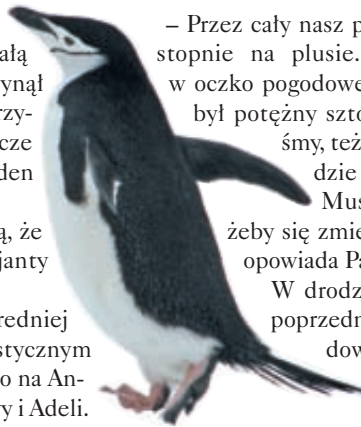 ałą
ynął
rzy-
cze
den
ą, że
janty
redniej
stycznym
o na An-
y i Adeli.
– Przez cały nasz p
stopnie na plusie.
w oczko pogodowe
był potężny szto
śmy, też
dzie
Mus
żeby się zmie
opowiada Pa
W drodz
poprzedn
dow